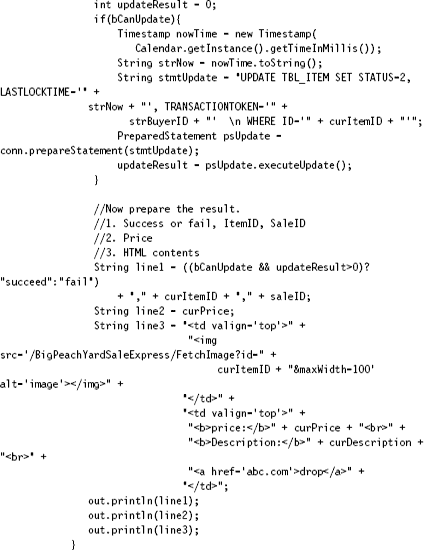 int updateResult = 0;
if(bCanUpdate){
Timestamp nowTime = new Timestamp(
Calendar.getInstance().getTimeInMillis());
String strNow = nowTime.toString();
String stmtUpdate = "UPDATE TBL_ITEM SET STATUS=2,
LASTLOCKTIME='" +
strNow + "', TRANSACTIONTOKEN='" +
strBuyerID + "' \n WHERE ID='" + curItemID + "'";
PreparedStatement psUpdate =
conn.prepareStatement(stmtUpdate);
updateResult = psUpdate.executeUpdate();
}
//Now prepare the result.
//1. Success or fail, ItemID, SaleID
//2. Price
//3. HTML contents
String line1 = ((bCanUpdate && updateResult>0)?
"succeed":"fail")
+ "," + curItemID + "," + saleID;
String line2 = curPrice;
String line3 = "<td valign='top'>" +
"<img
src='/BigPeachYardSaleExpress/FetchImage?id=" +
curItemID + "&maxWidth=100'
alt='image'></img>" +
"</td>" +
"<td valign='top'>" +
"<b>price:</b>" + curPrice + "<br>" +
"<b>Description:</b>" + curDescription +
"<br>" +
"<a href='abc.com'>drop</a>" +
"</td>";
out.println(line1);
out.println(line2);
out.println(line3);
}